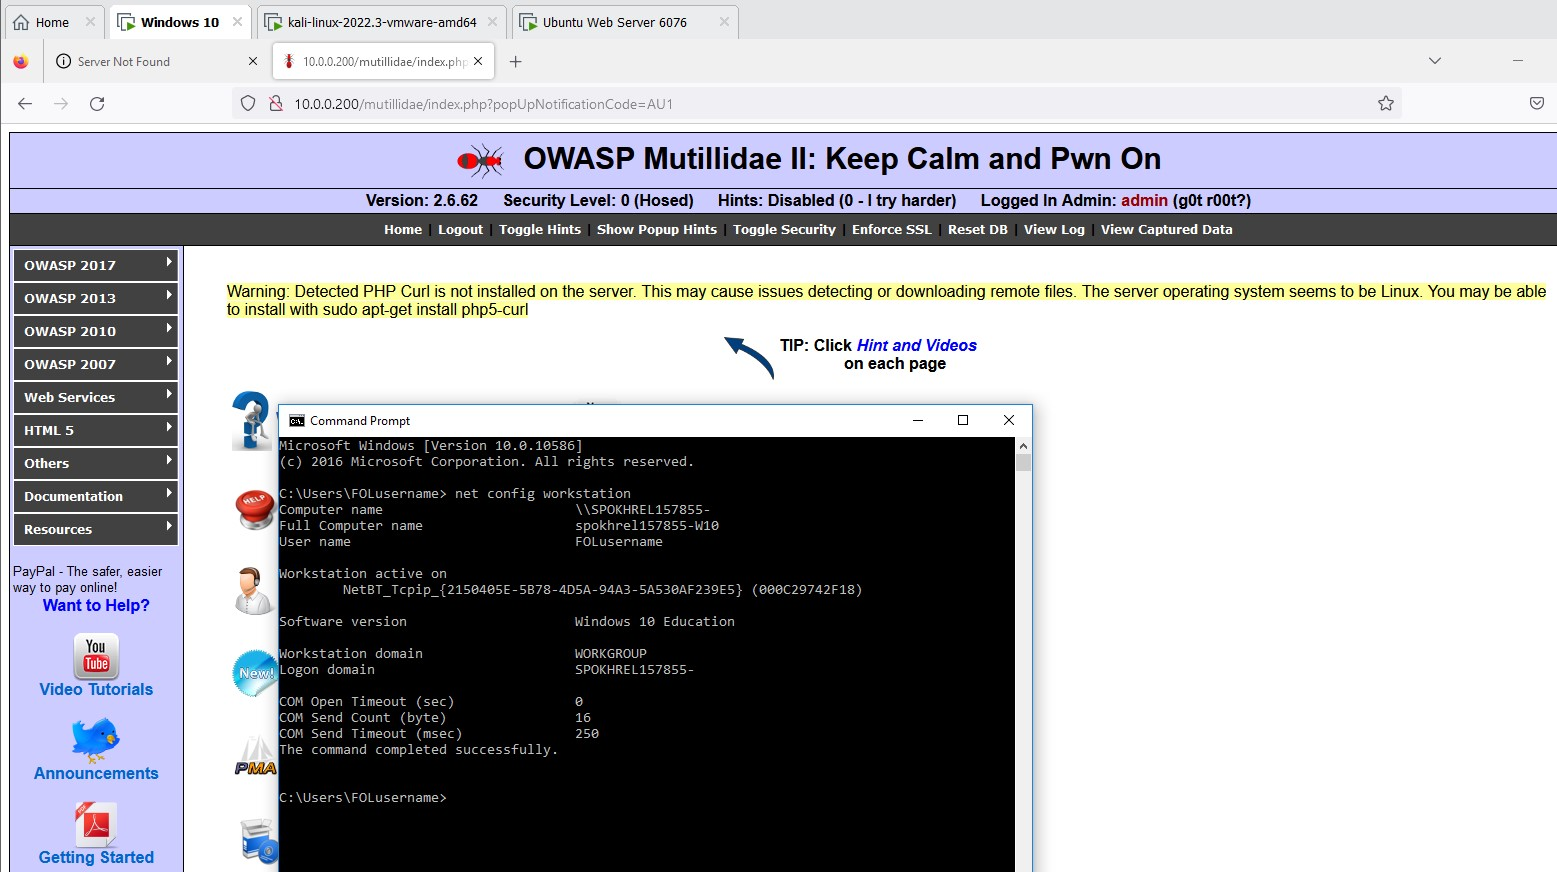 Home
Windows 10
kali-linux-2022.3-vmware-amd64
Ubuntu Web Server 6076
Server Not Found
10.0.0.200/mutillidae/index.php
10.0.0.200/mutillidae/index.php?popUpNotificationCode=AU1
OWASP Mutillidae II: Keep Calm and Pwn On
Version: 2.6.62 Security Level: 0 (Hosed) Hints: Disabled (0 - I try harder) Logged In Admin: admin (g0t r00t?)
Home | Logout | Toggle Hints | Show Popup Hints | Toggle Security | Enforce SSL | Reset DB | View Log | View Captured Data
OWASP 2017
OWASP 2013
OWASP 2010
OWASP 2007
Web Services
HTML 5
Others
Documentation
Resources
PayPal - The safer, easier
way to pay online!
Want to Help?
You
Tube
Video Tutorials
Announcements
PDF
Getting Started
Warning: Detected PHP Curl is not installed on the server. This may cause issues detecting or downloading remote files. The server operating system seems to be Linux. You may be able
to install with sudo apt-get install php5-curl
TIP: Click Hint and Videos
on each page
HELP
New!
PMA
C:\.
Command Prompt
Microsoft Windows [Version 10.0.10586]
(c) 2016 Microsoft Corporation. All rights reserved.
C:\Users\FOLusername> net config workstation
Computer name \\SPOKHREL157855-
Full Computer name spokhrel157855-W10
User name FOLusername
Workstation active on
NetBT_Tcpip_{2150405E-5B78-4D5A-94A3-5A530AF239E5} (000C29742F18)
Software version Windows 10 Education
Workstation domain WORKGROUP
Logon domain SPOKHREL157855-
COM Open Timeout (sec) 0
COM Send Count (byte) 16
COM Send Timeout (msec) 250
The command completed successfully.
C:\Users\FOLusername>